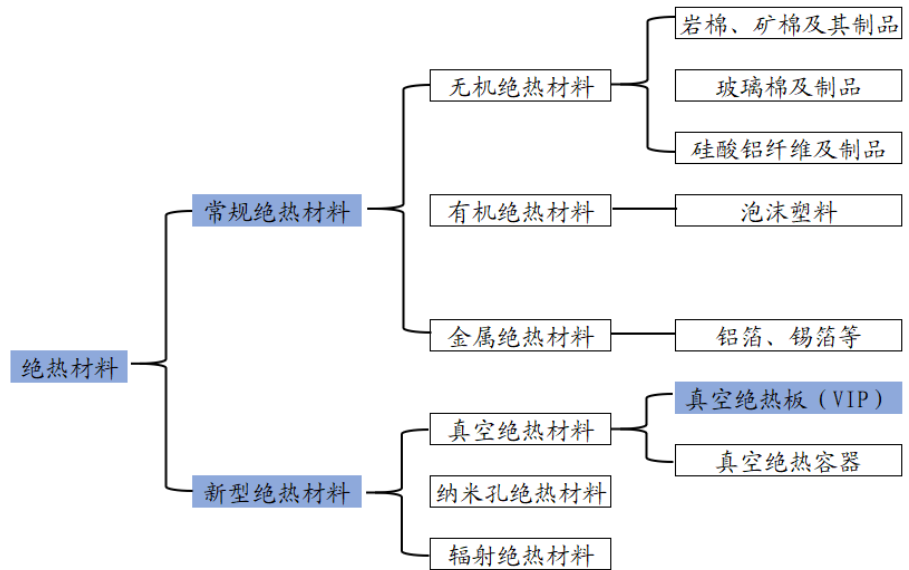 绝热材料
常规绝热材料
无机绝热材料
岩棉、矿棉及其制品
玻璃棉及制品
硅酸铝纤维及制品
有机绝热材料
泡沫塑料
金属绝热材料
铝箔、锡箔等
新型绝热材料
真空绝热材料
真空绝热板（VIP）
真空绝热容器
纳米孔绝热材料
辐射绝热材料